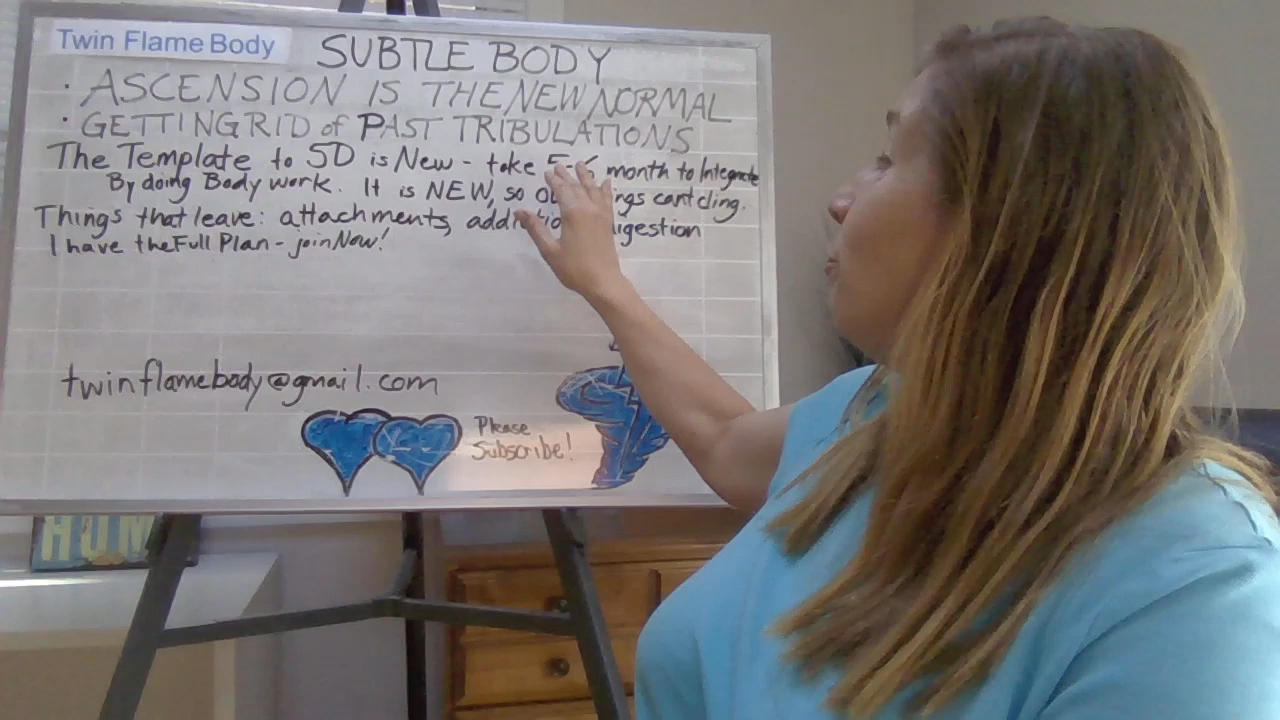 Twin Flame Body
SUBTLE BODY
· ASCENSION IS THE NEW NORMAL
· GETTING RID of PAST TRIBULATIONS
The Template to 5D is New - take 5-6 month to Integrate
By doing Body work. It is NEW, so cant cling.
Things that leave: attachments,
I have the Full Plan - join Now!
twinflamebody@gmail.com
Please
Subscribe!